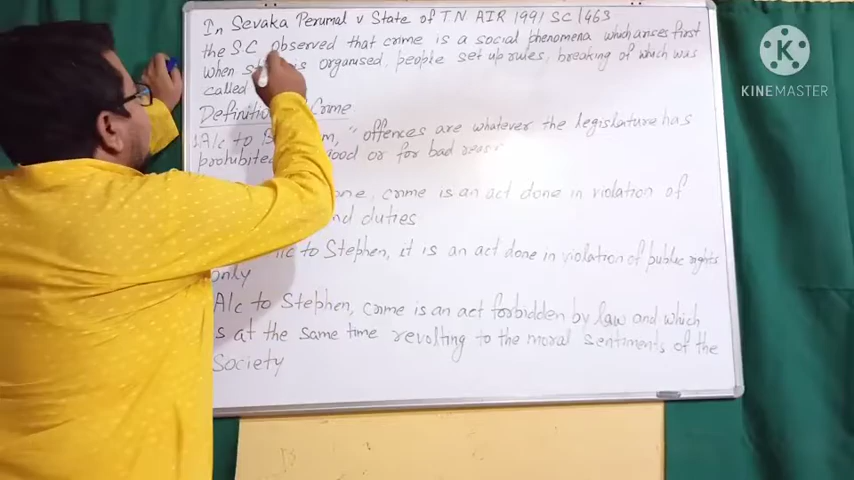 In Sevaka Perumal v State of T.N AIR 1991 SC 1463
the SC observed that crime is a social phenomena which arises first
when is organised, people set up rules, breaking of which was
called
Definition Crime
1. A/c to "offences are whatever the legislature has
prohibited good or for bad reason
crime is an act done in violation of
duties
to Stephen, it is an act done in violation of public rights
only
A/c to Stephen, crime is an act forbidden by law and which
is at the same time revolting to the moral sentiments of the
Society
K
KINEMASTER